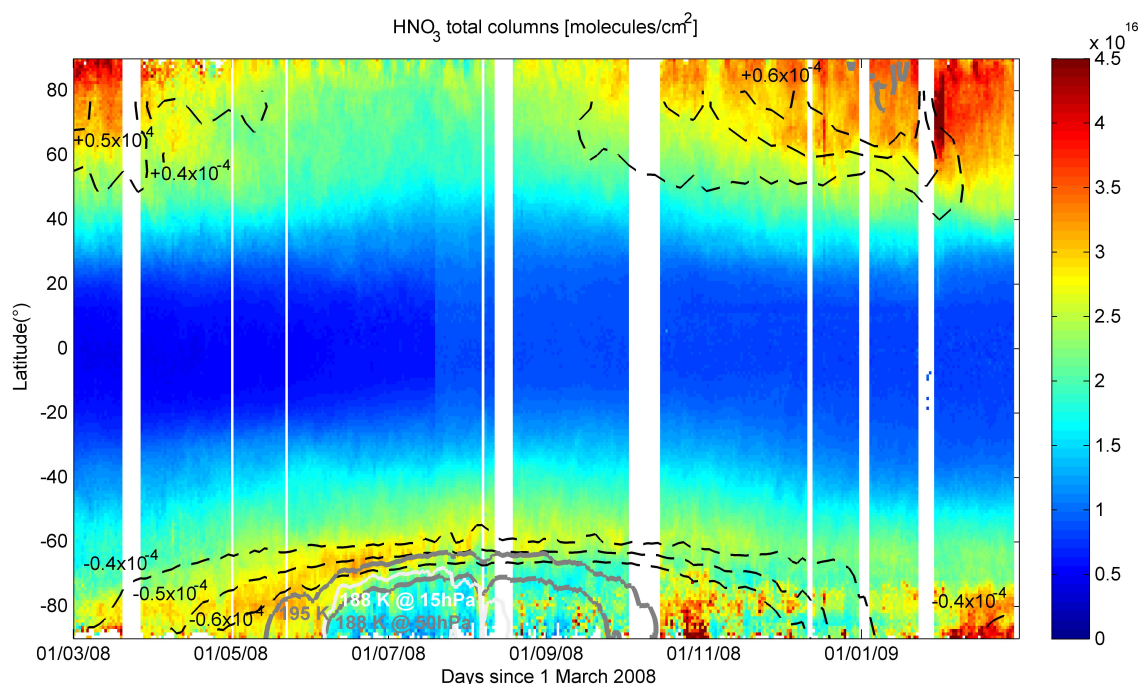 HNO3 total columns [molecules/cm2]
x 10 16
4.5
4
3.5
3
2.5
2
1.5
1
0.5
0
Latitude(°)
80
60
40
20
0
-20
-40
-60
-80
+0.5x10-4
+0.4x10-4
+0.6x10-4
-0.4x10-4
-0.5x10-4
-0.6x10-4
-0.4x10-4
195 K
188 K @ 15hPa
188 K @ 50hPa
01/03/08 01/05/08 01/07/08 01/09/08 01/11/08 01/01/09
Days since 1 March 2008